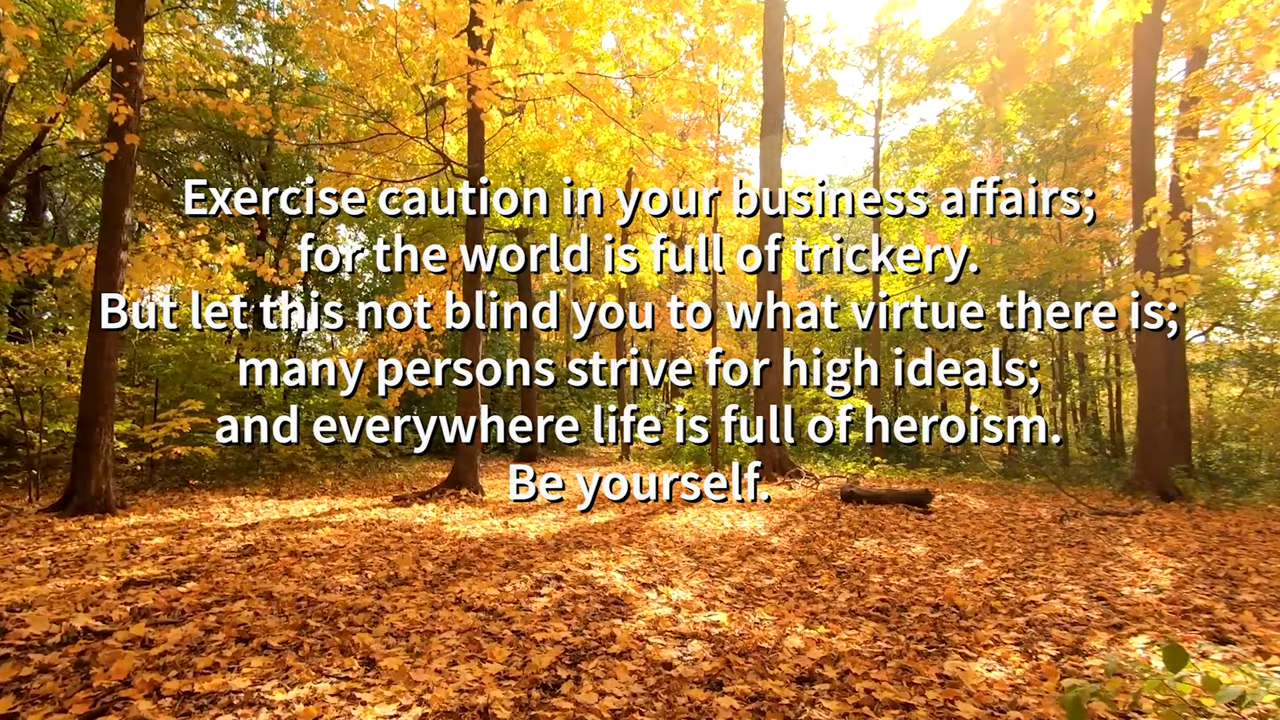 Exercise caution in your business affairs;
for the world is full of trickery.
But let this not blind you to what virtue there is;
many persons strive for high ideals;
and everywhere life is full of heroism.
Be yourself.